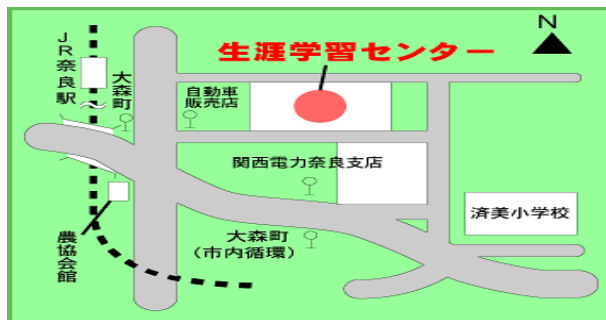 N
生涯学習センター
JR奈良駅
大森町
自動車
販売店
関西電力奈良支店
済美小学校
大森町
(市内循環)
農協会館